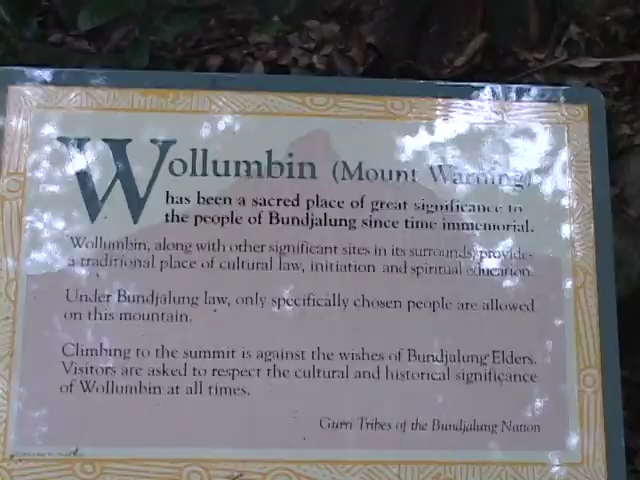 Wollumbin (Mount Warning)
has been a sacred place of great significance to
the people of Bundjalung since time immemorial.
Wollumbin, along with other significant sites in its surrounds, provide
a traditional place of cultural law, initiation and spiritual education.
Under Bundjalung law, only specifically chosen people are allowed
on this mountain.
Climbing to the summit is against the wishes of Bundjalung Elders.
Visitors are asked to respect the cultural and historical significance
of Wollumbin at all times.
Tribes of the Bundjalung Nation